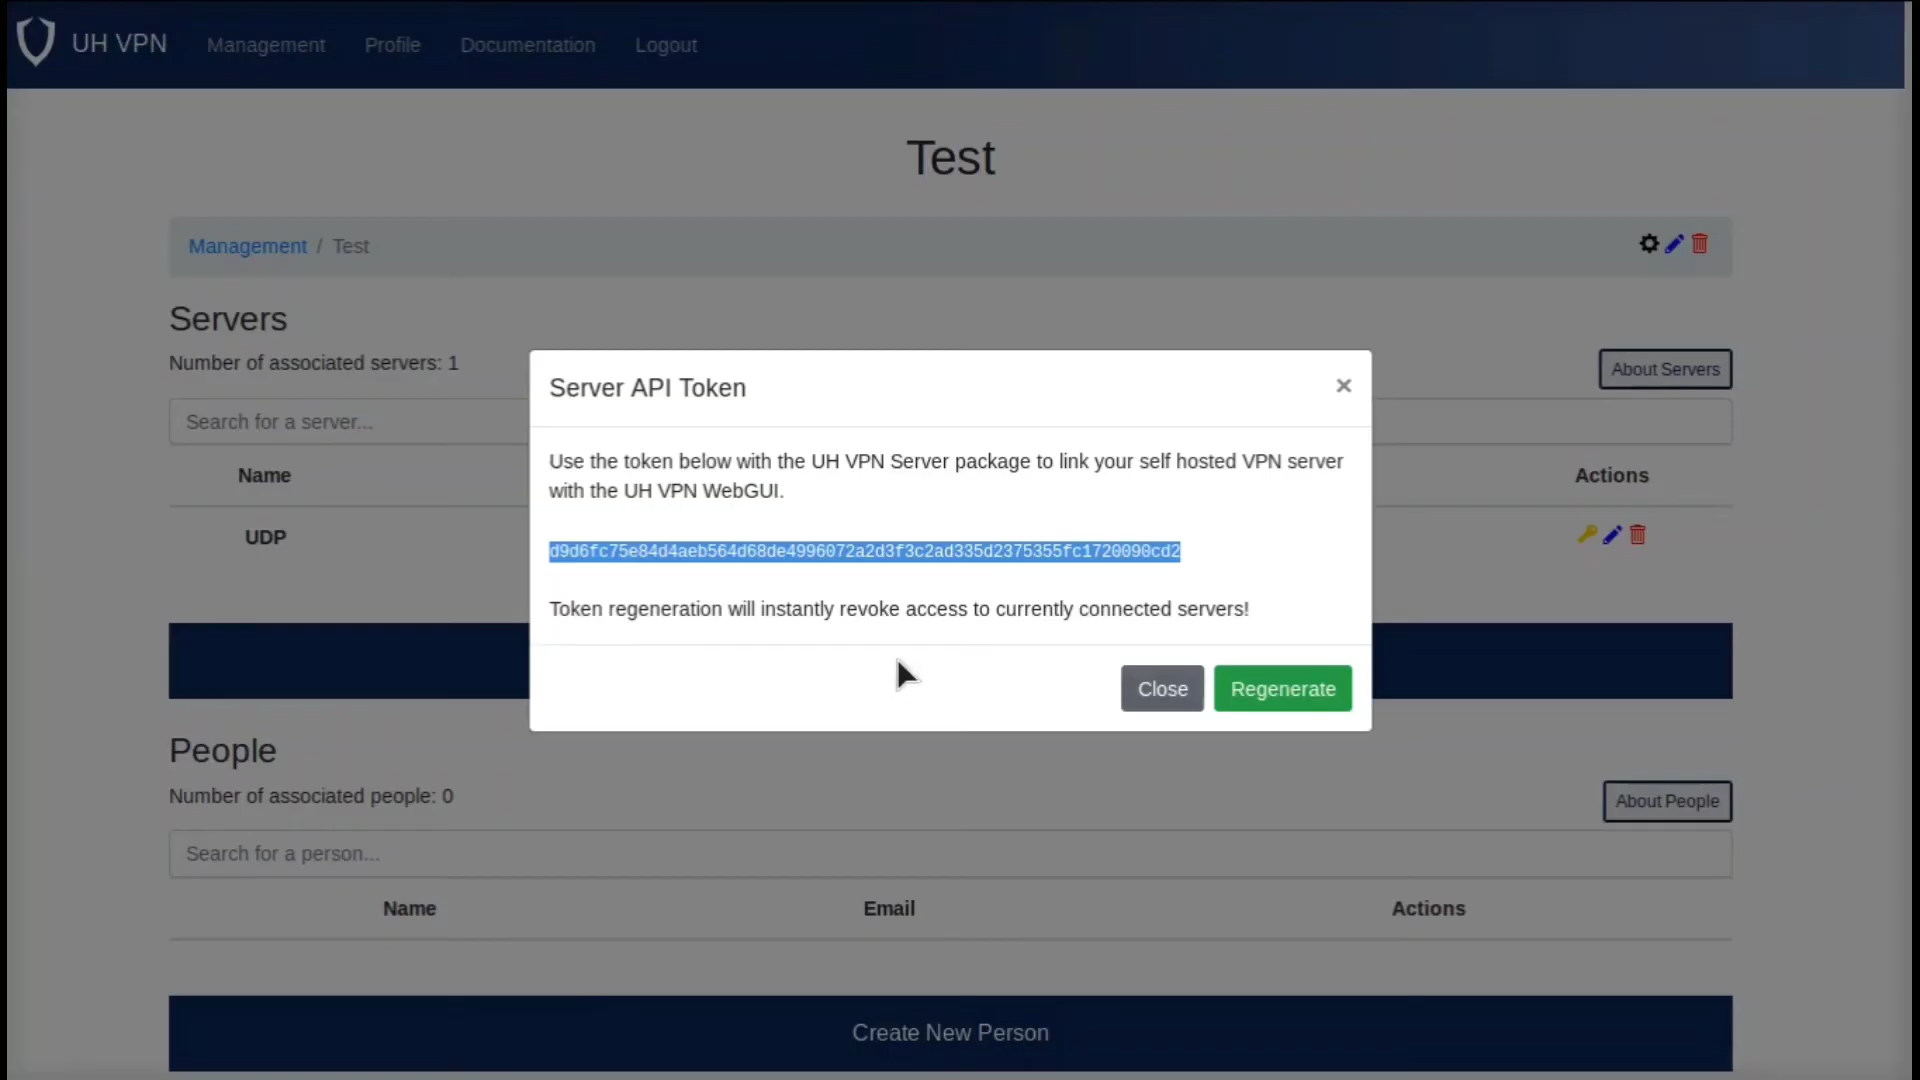 UH VPN Management Profile Documentation Logout
Test
Management / Test
Servers
Number of associated servers: 1
About Servers
Search for a server...
Name Actions
UDP
Server API Token ×
Use the token below with the UH VPN Server package to link your self hosted VPN server
with the UH VPN WebGUI.
d9d6fc75e84d4aeb564d68de4996072a2d3f3c2ad335d2375355fc1720090cd2
Token regeneration will instantly revoke access to currently connected servers!
Close Regenerate
People
Number of associated people: 0
About People
Search for a person...
Name Email Actions
Create New Person